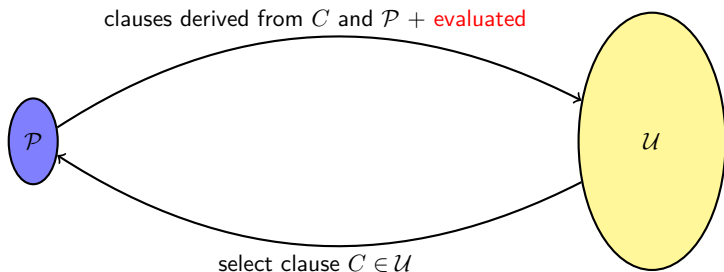 clauses derived from C and 𝒫 + evaluated
𝒫
𝒰
select clause C ∈ 𝒰